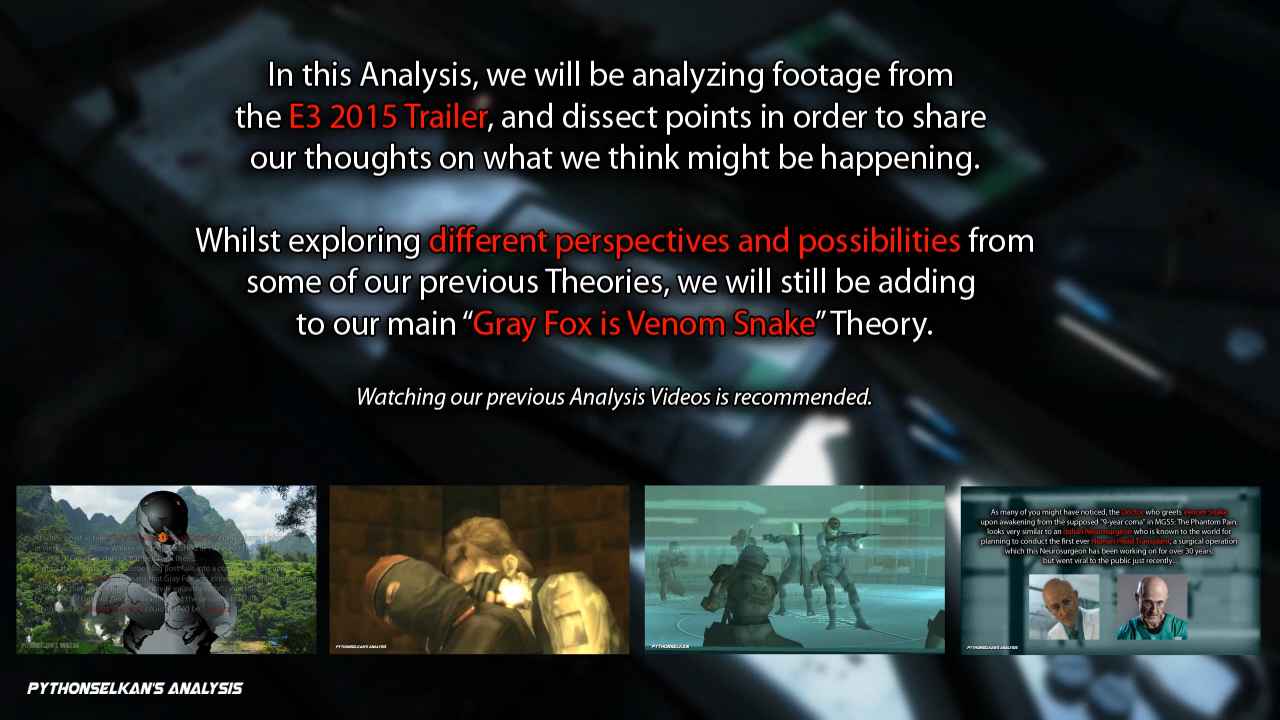 In this Analysis, we will be analyzing footage from
the E3 2015 Trailer, and dissect points in order to share
our thoughts on what we think might be happening.
Whilst exploring different perspectives and possibilities from
some of our previous Theories, we will still be adding
to our main “Gray Fox is Venom Snake” Theory.
Watching our previous Analysis Videos is recommended.
As many of you might have noticed, the Doctor who greets Venom Snake,
upon awakening from the supposed "9-year coma" in MGS5: The Phantom Pain,
looks very similar to an Italian Neurosurgeon who is known to the world for
planning to conduct the first ever Human Head Transplant, a surgical operation
which this Neurosurgeon has been working on for over 30 years,
but went viral to the public just recently...
PYTHONSELKAN'S ANALYSIS
PYTHONSELKAN'S ANALYSIS
PYTHONSELKAN
PYTHONSELKAN'S ANALYSIS
PYTHONSELKAN'S ANALYSIS